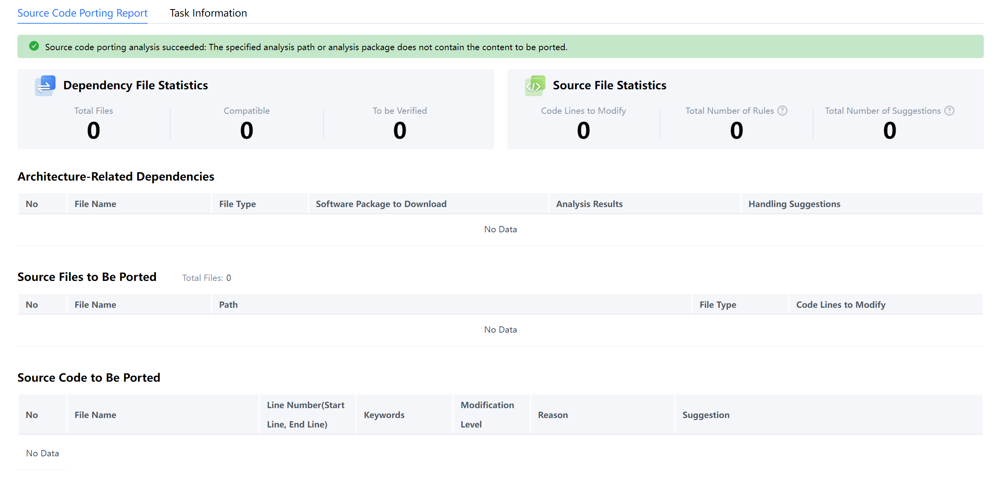 Source Code Porting Report
Task Information
Source code porting analysis succeeded: The specified analysis path or analysis package does not contain the content to be ported.
Dependency File Statistics
Total Files
0
Compatible
0
To be Verified
0
Source File Statistics
Code Lines to Modify
0
Total Number of Rules ?
0
Total Number of Suggestions ?
0
Architecture-Related Dependencies
No File Name File Type Software Package to Download Analysis Results Handling Suggestions
No Data
Source Files to Be Ported Total Files: 0
No File Name Path File Type Code Lines to Modify
No Data
Source Code to Be Ported
No
File Name
Line Number(Start
Line, End Line)
Keywords
Modification
Level
Reason
Suggestion
No Data